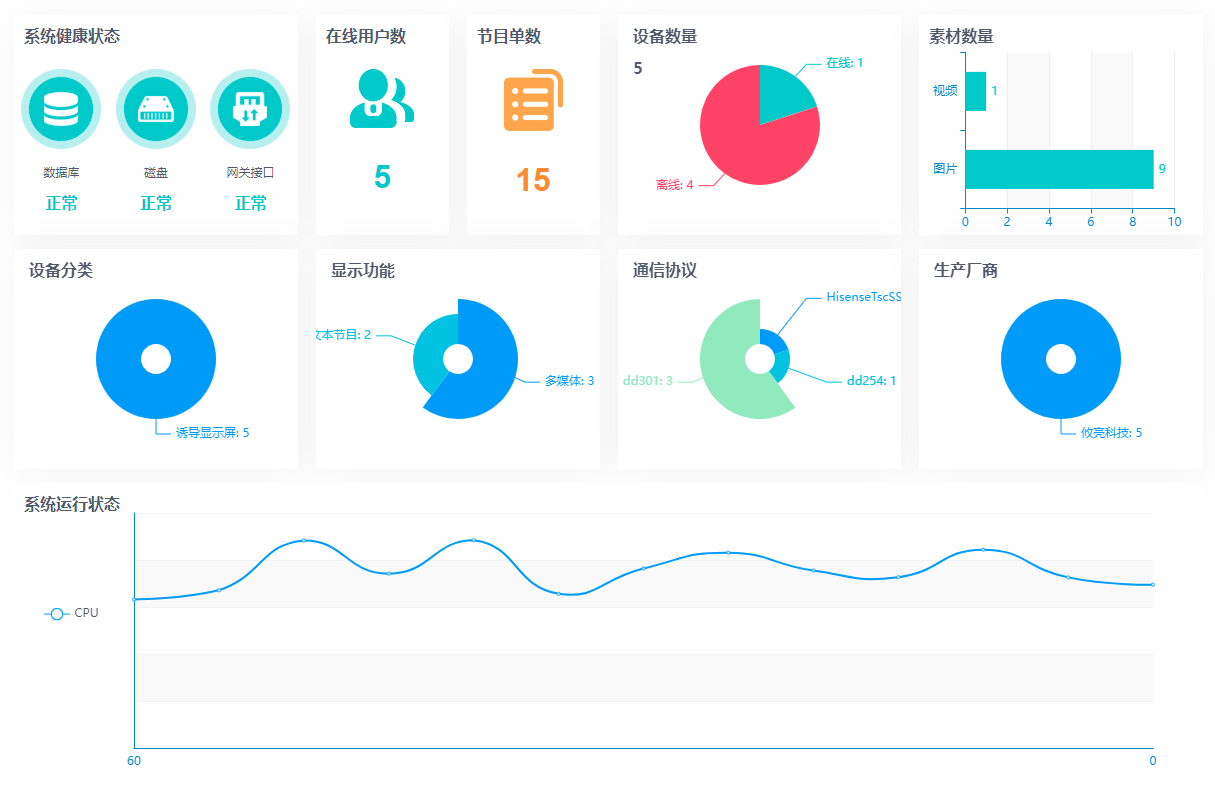 系统健康状态
数据库
正常
磁盘
正常
网关接口
正常
在线用户数
5
节目单数
15
设备数量
5
在线: 1
离线: 4
素材数量
视频
1
图片
9
0 2 4 6 8 10
设备分类
诱导显示屏: 5
显示功能
文本节目: 2
多媒体: 3
通信协议
HisenseTscSS
dd301: 3
dd254: 1
生产厂商
攸亮科技: 5
系统运行状态
CPU
60 0